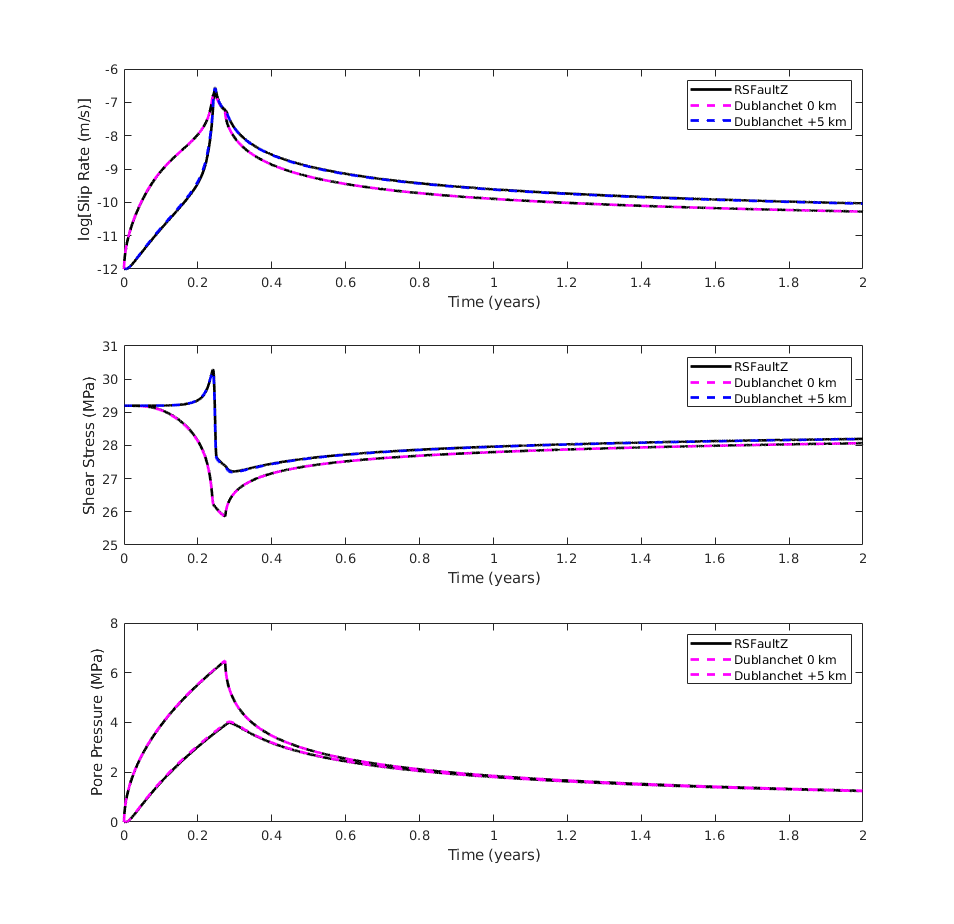 -6
-7
-8
-9
-10
-11
-12
log[Slip Rate (m/s)]
RSFaultZ
Dublanchet 0 km
Dublanchet +5 km
0 0.2 0.4 0.6 0.8 1 1.2 1.4 1.6 1.8 2
Time (years)
31
30
29
28
27
26
25
Shear Stress (MPa)
RSFaultZ
Dublanchet 0 km
Dublanchet +5 km
0 0.2 0.4 0.6 0.8 1 1.2 1.4 1.6 1.8 2
Time (years)
8
6
4
2
0
Pore Pressure (MPa)
RSFaultZ
Dublanchet 0 km
Dublanchet +5 km
0 0.2 0.4 0.6 0.8 1 1.2 1.4 1.6 1.8 2
Time (years)